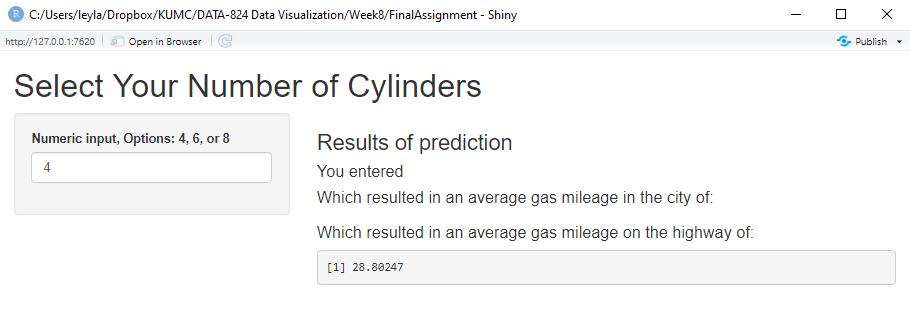 C:/Users/leyla/Dropbox/KUMC/DATA-824 Data Visualization/Week8/FinalAssignment - Shiny
http://127.0.0.1:7620 Open in Browser Publish
Select Your Number of Cylinders
Numeric input, Options: 4, 6, or 8
4
Results of prediction
You entered
Which resulted in an average gas mileage in the city of:
Which resulted in an average gas mileage on the highway of:
[1] 28.80247